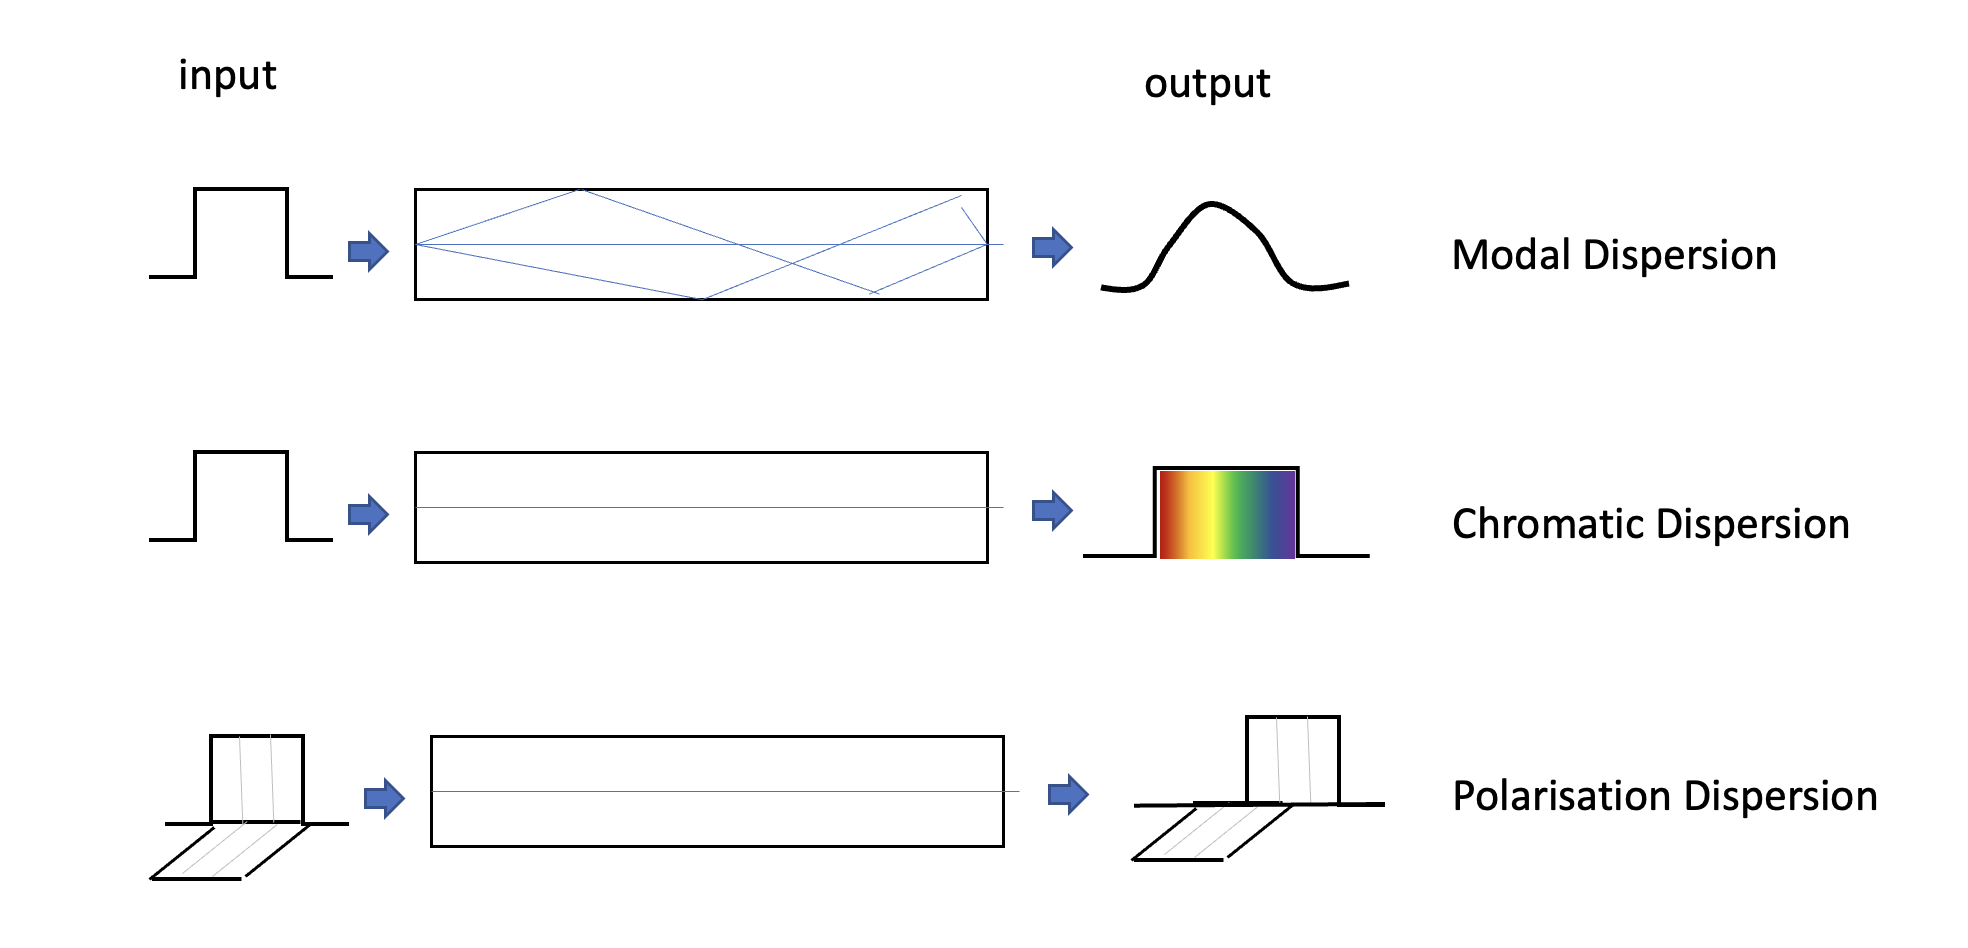 input
output
Modal Dispersion
Chromatic Dispersion
Polarisation Dispersion